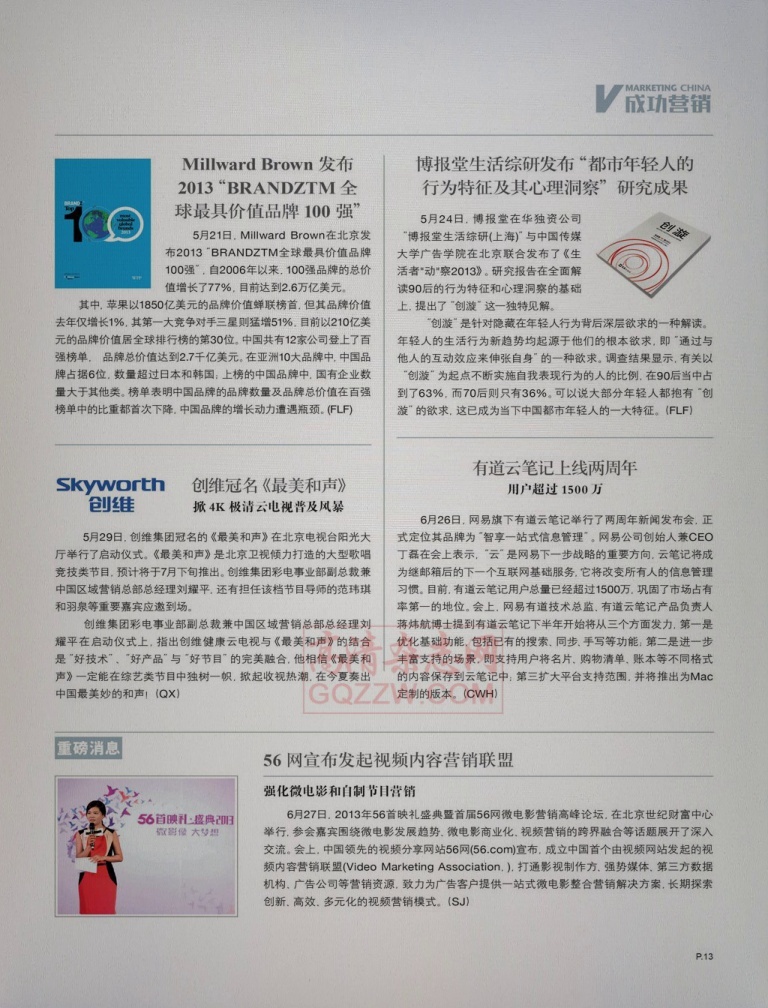 MARKETING CHINA
成功营销
Millward Brown 发布
2013 “BRANDZTM 全
球最具价值品牌 100 强”
100
5月21日, Millward Brown在北京发
布2013 “BRANDZTM全球最具价值品牌
100强”, 自2006年以来, 100强品牌的总价
值增长了77%, 目前达到2.6万亿美元。
其中, 苹果以1850亿美元的品牌价值蝉联榜首, 但其品牌价值
去年仅增长1%, 其第一大竞争对手三星则猛增51%, 目前以210亿美
元的品牌价值居全球排行榜的第30位。中国共有12家公司登上了百
强榜单, 品牌总价值达到2.7千亿美元。在亚洲10大品牌中, 中国品
牌占据6位, 数量超过日本和韩国; 上榜的中国品牌中, 国有企业数
量大于其他类。榜单表明中国品牌的品牌数量及品牌总价值在百强
榜单中的比重都首次下降, 中国品牌的增长动力遭遇瓶颈。(FLF)
博报堂生活综研发布 “都市年轻人的
行为特征及其心理洞察” 研究成果
5月24日, 博报堂在华独资公司
“博报堂生活综研(上海)” 与中国传媒
大学广告学院在北京联合发布了《生
活者“动”察2013》。研究报告在全面解
读90后的行为特征和心理洞察的基础
上, 提出了 “创漩” 这一独特见解。
创漩
“创漩” 是针对隐藏在年轻人行为背后深层欲求的一种解读。
年轻人的生活行为新趋势均起源于他们的根本欲求, 即 “通过与
他人的互动效应来伸张自身” 的一种欲求。调查结果显示, 有关以
“创漩” 为起点不断实施自我表现行为的人的比例, 在90后当中占
到了63%, 而70后则只有36%。可以说大部分年轻人都抱有 “创
漩” 的欲求, 这已成为当下中国都市年轻人的一大特征。(FLF)
Skyworth
创维
创维冠名《最美和声》
掀 4K 极清云电视普及风暴
5月29日, 创维集团冠名的《最美和声》在北京电视台阳光大
厅举行了启动仪式。《最美和声》是北京卫视倾力打造的大型歌唱
竞技类节目, 预计将于7月下旬推出。创维集团彩电事业部副总裁兼
中国区域营销总部总经理刘耀平, 还有担任该档节目导师的范玮琪
和羽泉等重要嘉宾应邀到场。
创维集团彩电事业部副总裁兼中国区域营销总部总经理刘
耀平在启动仪式上, 指出创维健康云电视与《最美和声》的结合
是 “好技术”、“好产品” 与 “好节目” 的完美融合, 他相信《最美和
声》一定能在综艺类节目中独树一帜, 掀起收视热潮, 在今夏奏出
中国最美妙的和声! (QX)
有道云笔记上线两周年
用户超过 1500 万
6月26日, 网易旗下有道云笔记举行了两周年新闻发布会, 正
式定位其品牌为 “智享一站式信息管理”。网易公司创始人兼CEO
丁磊在会上表示, “云” 是网易下一步战略的重要方向, 云笔记将成
为继邮箱后的下一个互联网基础服务, 它将改变所有人的信息管理
习惯。目前, 有道云笔记用户总量已经超过1500万, 巩固了市场占有
率第一的地位。会上, 网易有道技术总监, 有道云笔记产品负责人
蒋炜航博士提到有道云笔记下半年开始将从三个方面发力, 第一是
优化基础功能, 包括已有的搜索, 同步, 手写等功能; 第二是进一步
丰富支持的场景, 即支持用户将名片, 购物清单, 账本等不同格式
的内容保存到云笔记中; 第三扩大平台支持范围, 并将推出为Mac
定制的版本。(CWH)
GQZZW.COM
重磅消息
56首映礼·盛典2013
微影像 大梦想
56 网宣布发起视频内容营销联盟
强化微电影和自制节目营销
6月27日, 2013年56首映礼盛典暨首届56网微电影营销高峰论坛, 在北京世纪财富中心
举行, 参会嘉宾围绕微电影发展趋势, 微电影商业化, 视频营销的跨界融合等话题展开了深入
交流。会上, 中国领先的视频分享网站56网(56.com)宣布, 成立中国首个由视频网站发起的视
频内容营销联盟(Video Marketing Association, ), 打通影视制作方, 强势媒体, 第三方数据
机构, 广告公司等营销资源, 致力为广告客户提供一站式微电影整合营销解决方案, 长期探索
创新, 高效, 多元化的视频营销模式。(SJ)
P.13